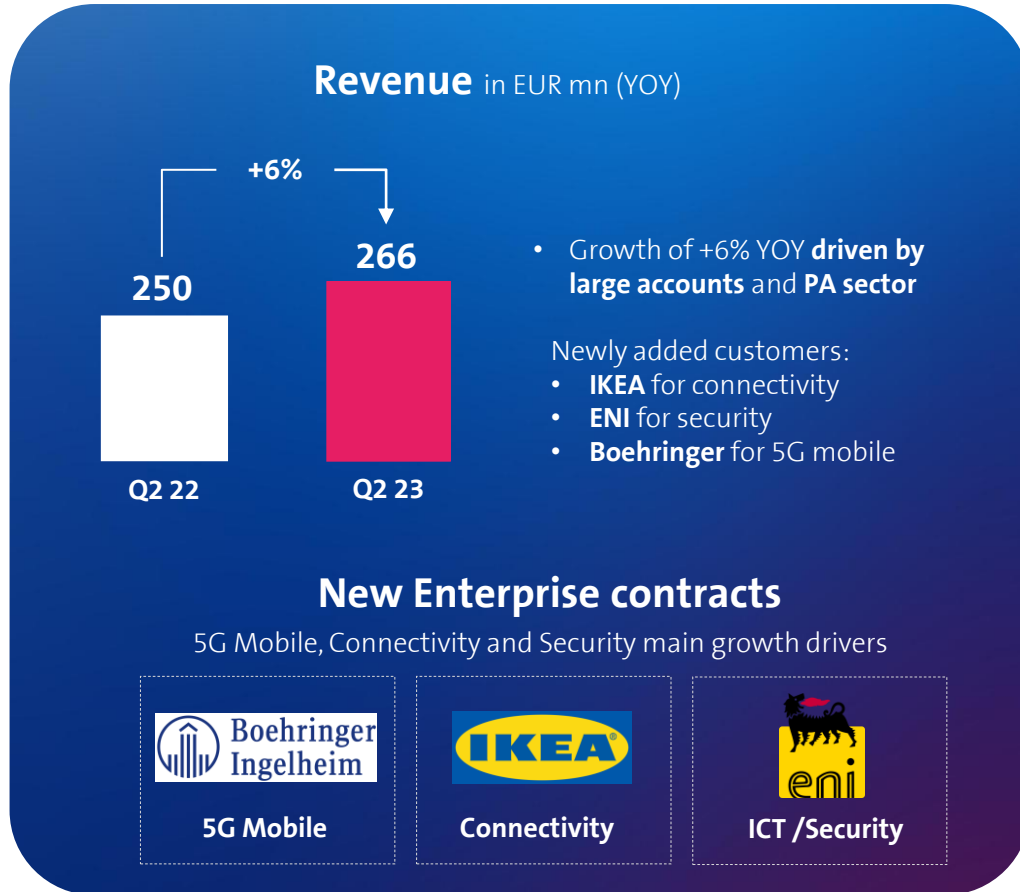 Revenue in EUR mn (YOY)
+6%
250
266
Q2 22
Q2 23
• Growth of +6% YOY driven by
large accounts and PA sector
Newly added customers:
• IKEA for connectivity
• ENI for security
• Boehringer for 5G mobile
New Enterprise contracts
5G Mobile, Connectivity and Security main growth drivers
Boehringer
Ingelheim
5G Mobile
IKEA®
Connectivity
eni
ICT /Security